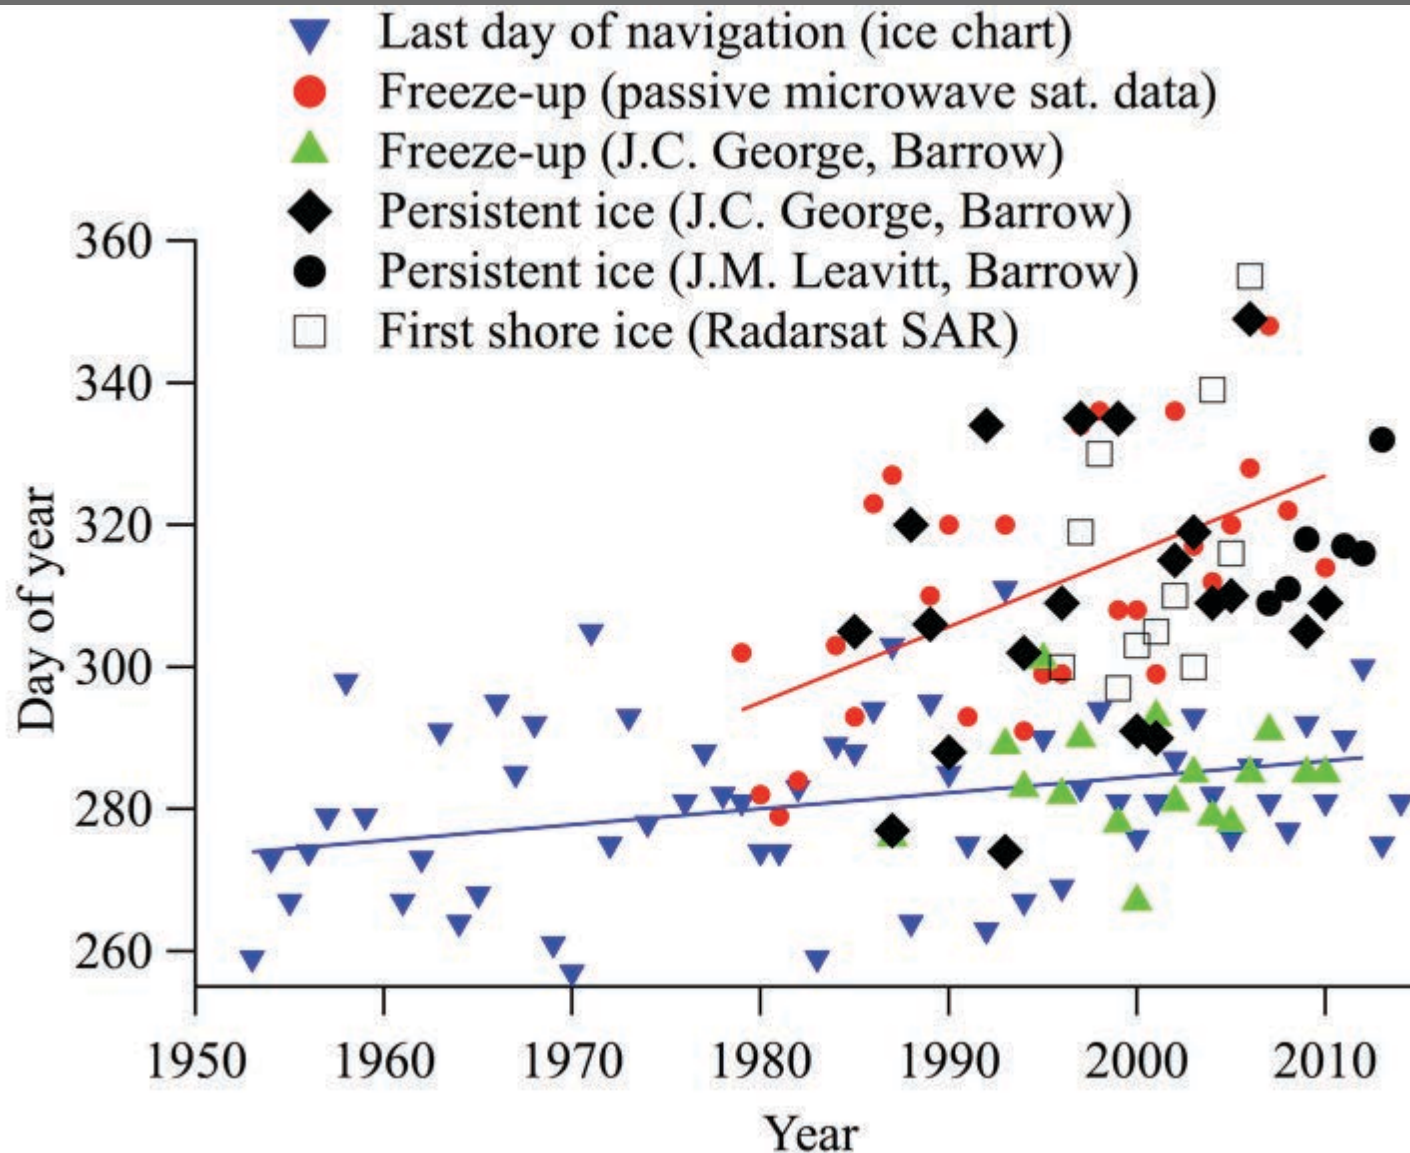 Last day of navigation (ice chart)
Freeze-up (passive microwave sat. data)
Freeze-up (J.C. George, Barrow)
Persistent ice (J.C. George, Barrow)
Persistent ice (J.M. Leavitt, Barrow)
First shore ice (Radarsat SAR)
360
340
320
300
280
260
Day of year
1950 1960 1970 1980 1990 2000 2010
Year